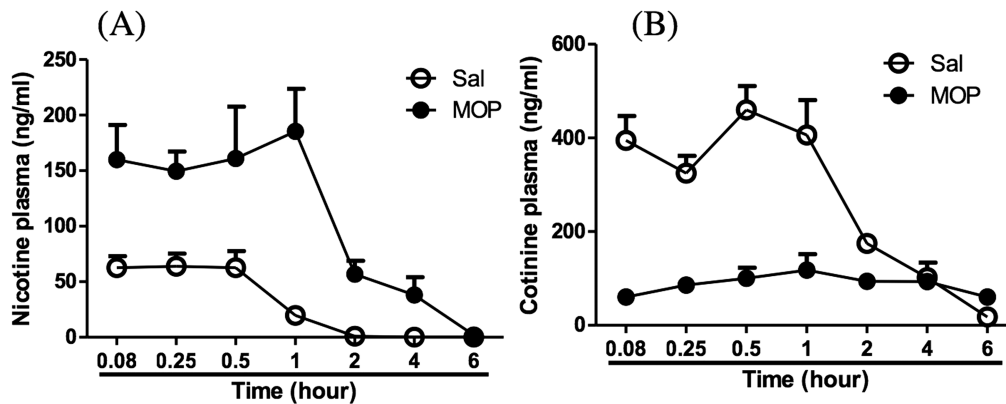 (A)
Nicotine plasma (ng/ml)
250
200
150
100
50
0
Sal
MOP
0.08 0.25 0.5 1 2 4 6
Time (hour)
(B)
Cotinine plasma (ng/ml)
600
400
200
0
Sal
MOP
0.08 0.25 0.5 1 2 4 6
Time (hour)